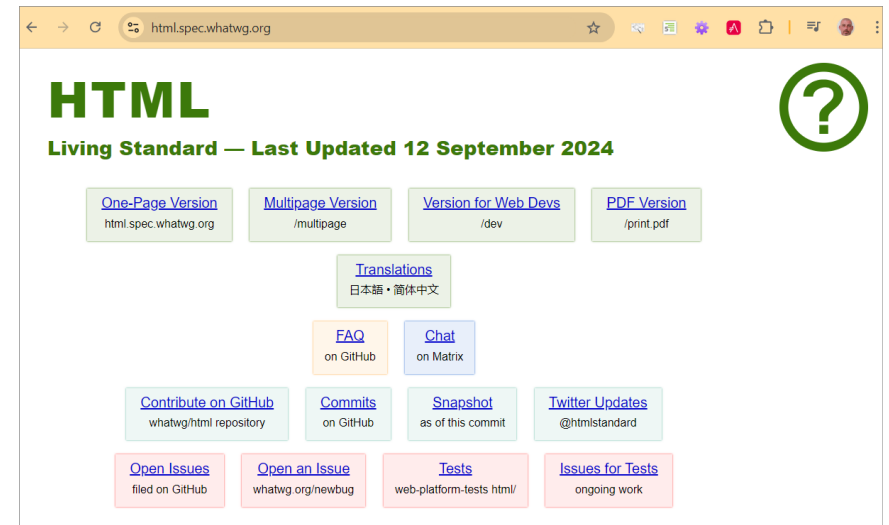 html.spec.whatwg.org
HTML
Living Standard — Last Updated 12 September 2024
One-Page Version
html.spec.whatwg.org
Multipage Version
/multipage
Version for Web Devs
/dev
PDF Version
/print.pdf
Translations
日本語 • 简体中文
FAQ
on GitHub
Chat
on Matrix
Contribute on GitHub
whatwg/html repository
Commits
on GitHub
Snapshot
as of this commit
Twitter Updates
@htmlstandard
Open Issues
filed on GitHub
Open an Issue
whatwg.org/newbug
Tests
web-platform-tests html/
Issues for Tests
ongoing work